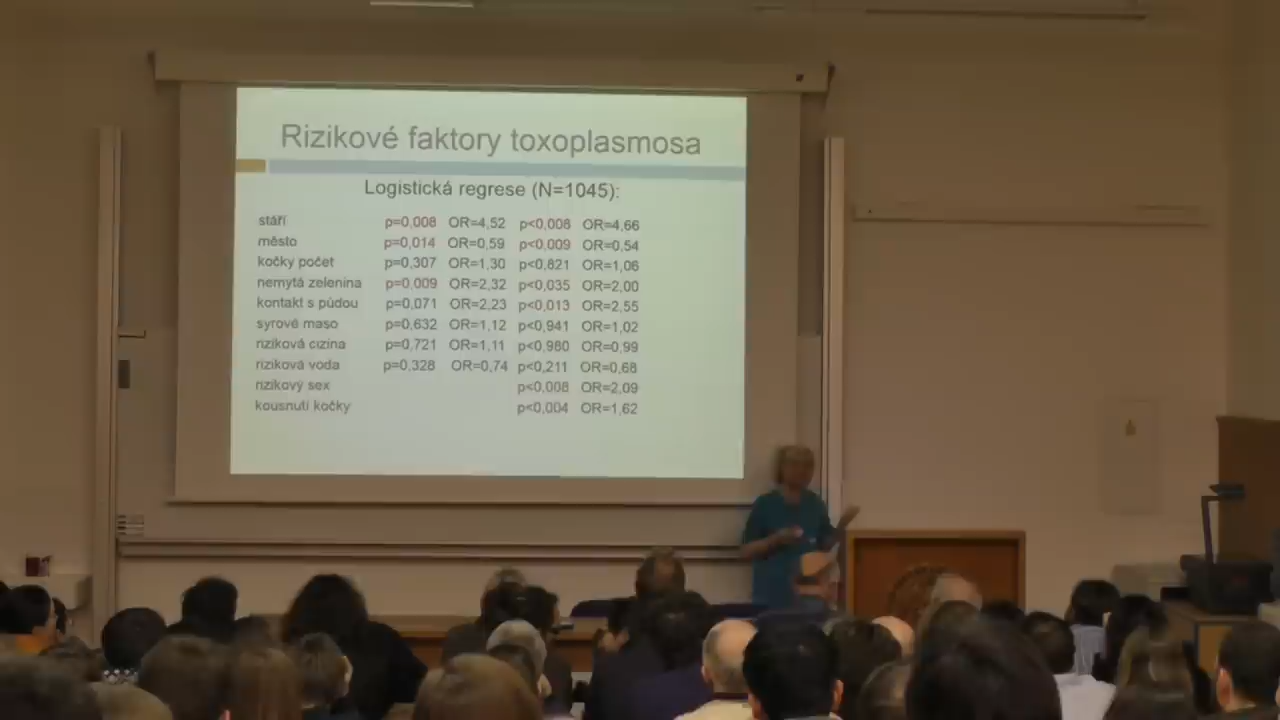 Rizikové faktory toxoplasmosa
Logistická regrese (N=1045):
stáří p=0,008 OR=4,52 p<0,008 OR=4,66
město p=0,014 OR=0,59 p<0,009 OR=0,54
kočky počet p=0,307 OR=1,30 p<0,821 OR=1,06
nemytá zelenina p=0,009 OR=2,32 p<0,035 OR=2,00
kontakt s půdou p=0,071 OR=2,23 p<0,013 OR=2,55
syrové maso p=0,632 OR=1,12 p<0,941 OR=1,02
riziková cizina p=0,721 OR=1,11 p<0,980 OR=0,99
riziková voda p=0,328 OR=0,74 p<0,211 OR=0,68
rizikový sex p<0,008 OR=2,09
kousnutí kočky p<0,004 OR=1,62